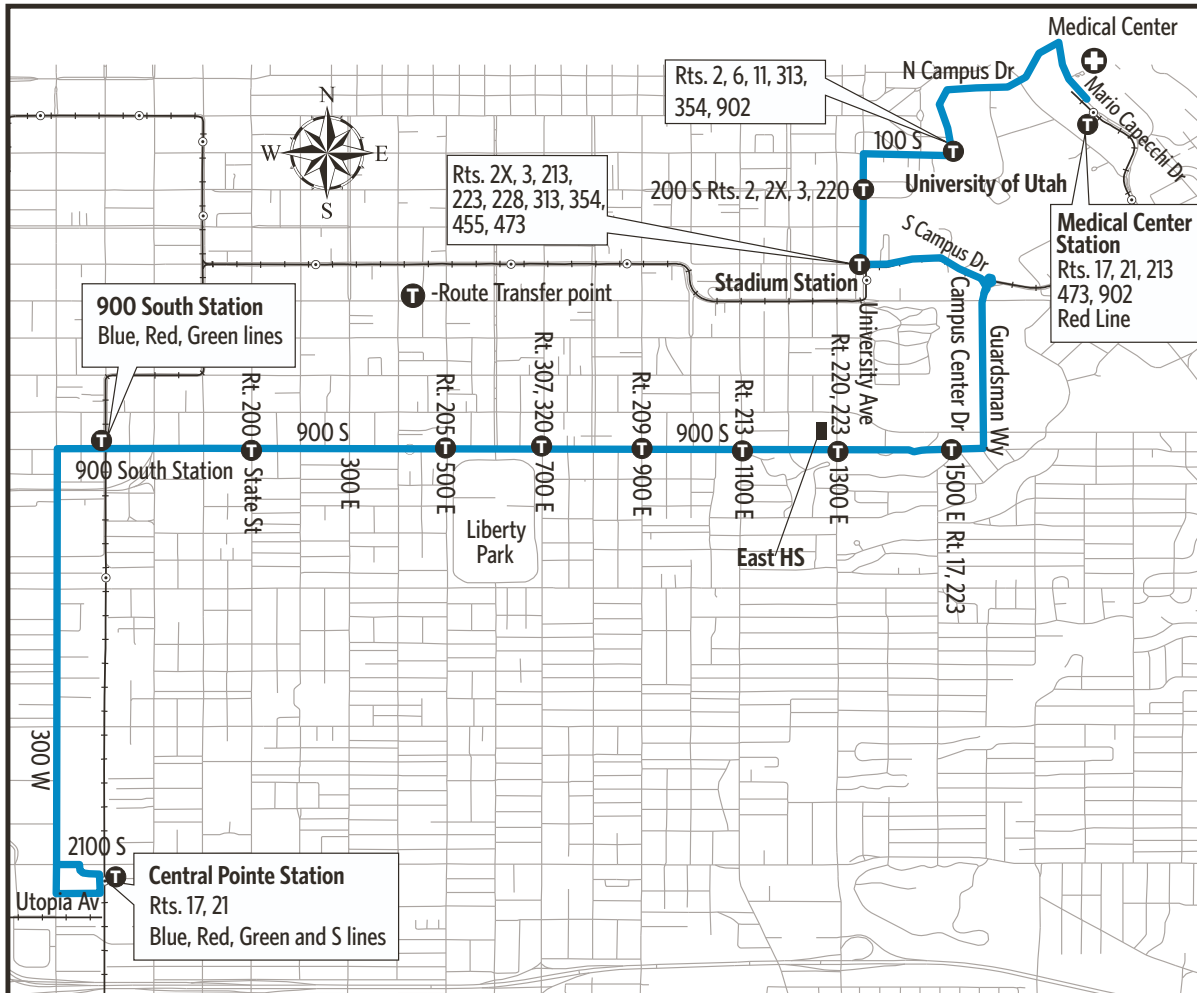 Medical Center
N Campus Dr
Mario Capecchi Dr
Rts. 2, 6, 11, 313,
354, 902
100 S
T
T
University of Utah
N
W
E
S
Rts. 2X, 3, 213,
223, 228, 313, 354,
455, 473
200 S Rts. 2, 2X, 3, 220
T
Medical Center
Station
Rts. 17, 21, 213
473, 902
Red Line
S Campus Dr
T
Stadium Station
T -Route Transfer point
900 South Station
Blue, Red, Green lines
University Ave
Campus Center Dr
Guardsman Wy
Rt. 200
Rt. 205
Rt. 307, 320
Rt. 209
Rt. 213
Rt. 220, 223
T
900 S
900 S
T
T
T
T
T
T
T
900 South Station
State St
300 E
500 E
700 E
900 E
1100 E
1300 E
1500 E Rt. 17, 223
Liberty
Park
East HS
300 W
2100 S
T
Utopia Av
Central Pointe Station
Rts. 17, 21
Blue, Red, Green and S lines